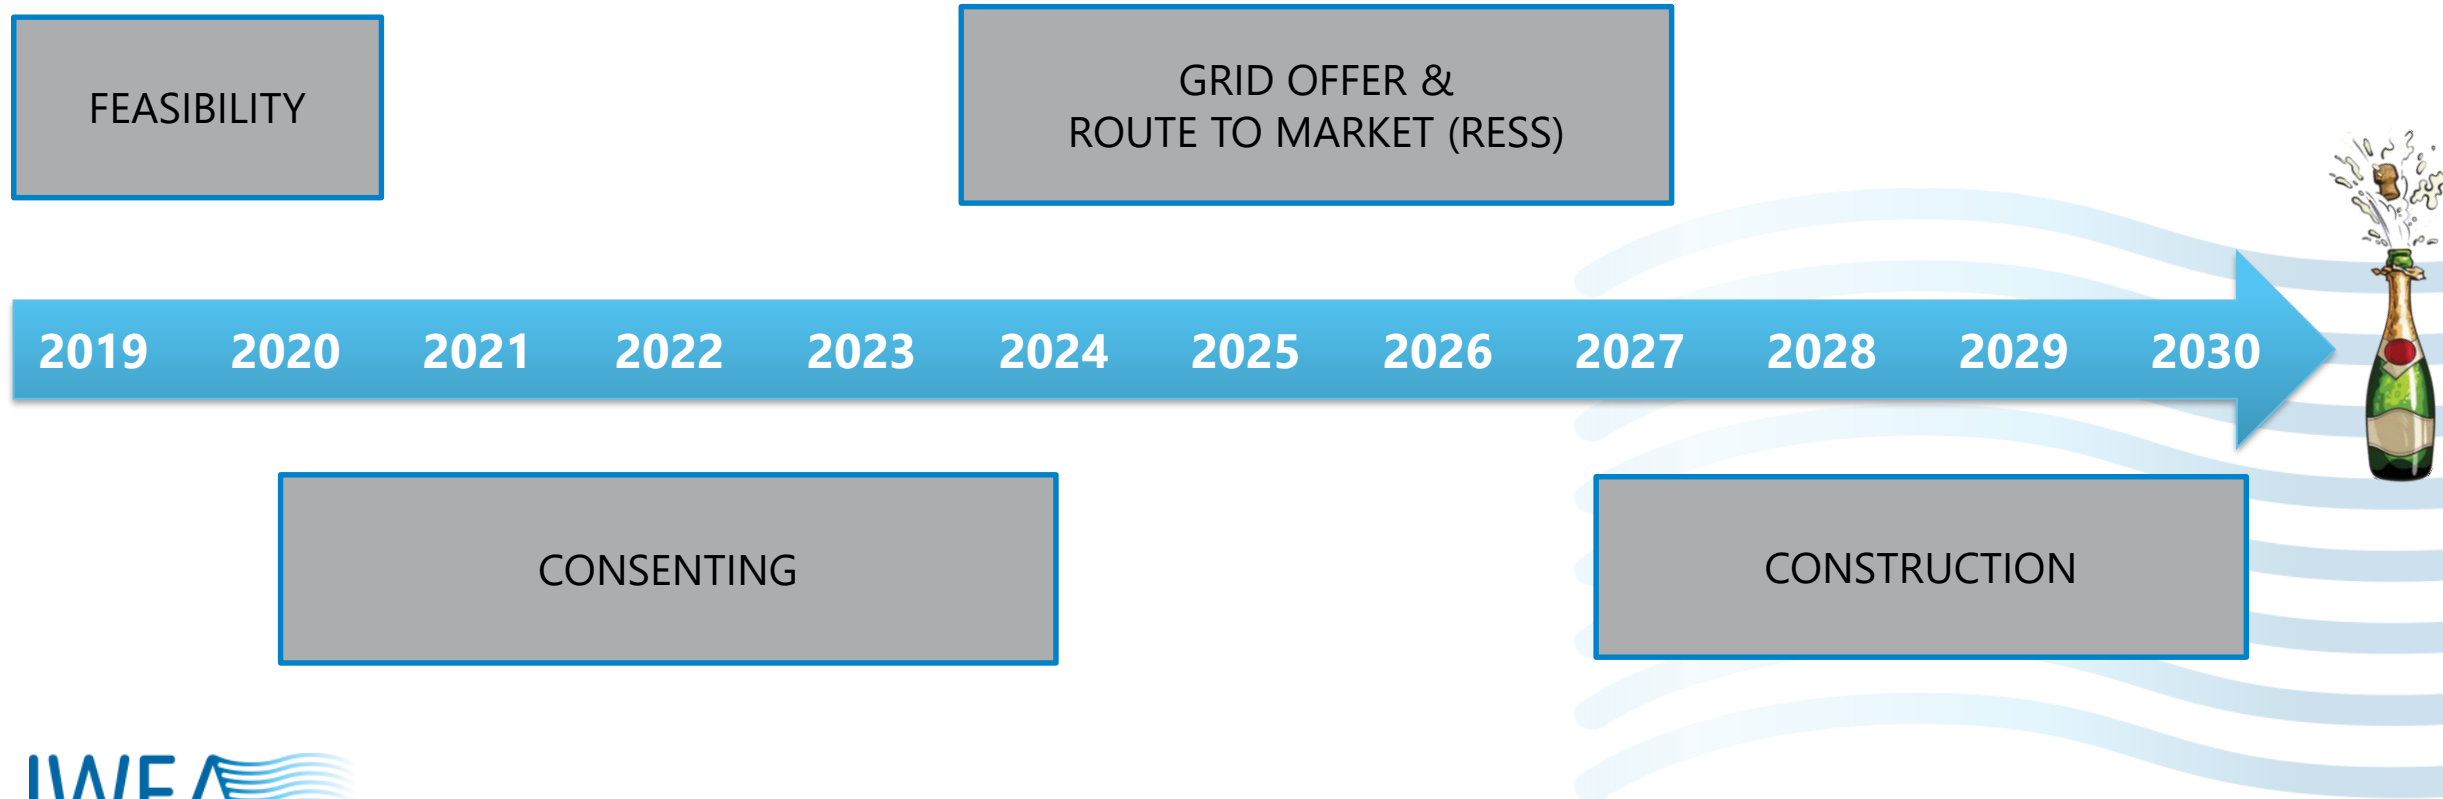 FEASIBILITY
GRID OFFER &
ROUTE TO MARKET (RESS)
2019 2020 2021 2022 2023 2024 2025 2026 2027 2028 2029 2030
CONSENTING
CONSTRUCTION
IWEA